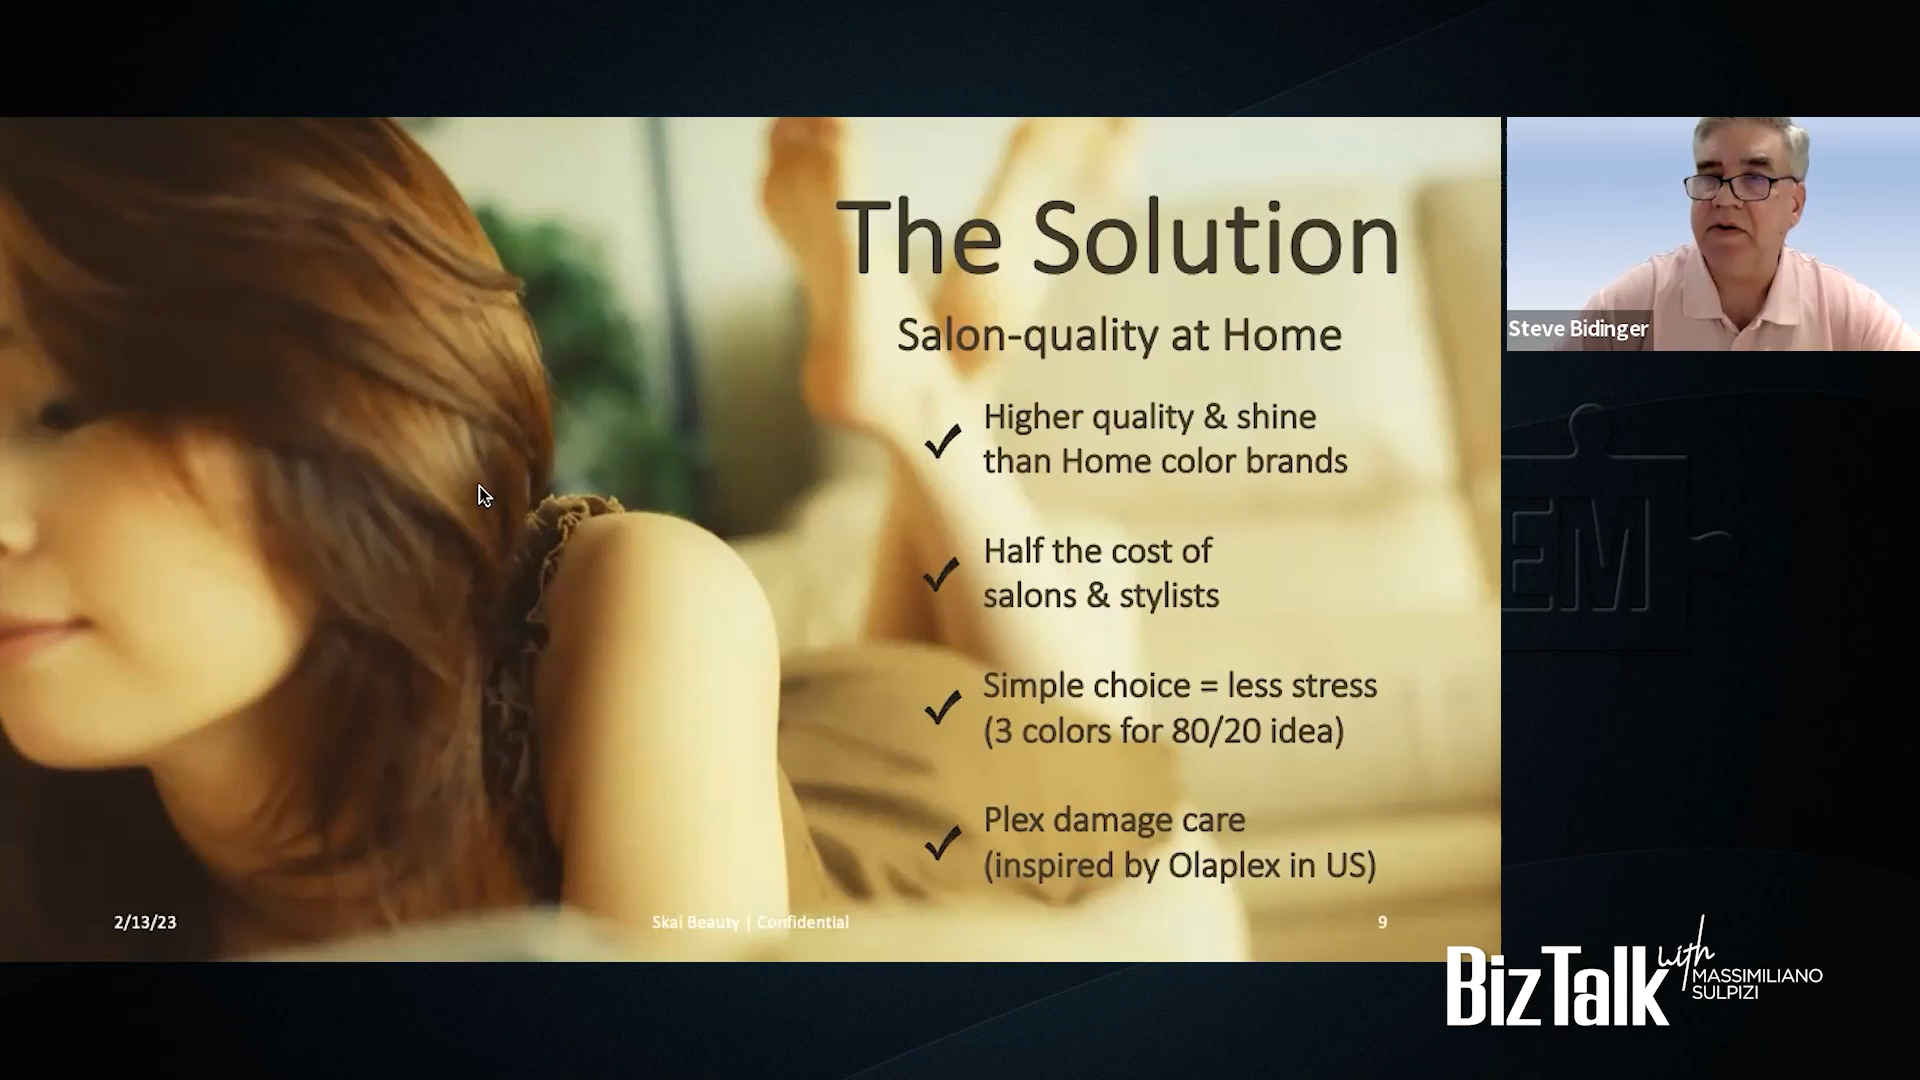 The Solution
Salon-quality at Home
Higher quality & shine
than Home color brands
Half the cost of
salons & stylists
Simple choice = less stress
(3 colors for 80/20 idea)
Plex damage care
(inspired by Olaplex in US)
2/13/23
Skai Beauty | Confidential
9
Steve Bidinger
EM
BizTalk
with
MASSIMILIANO
SULPIZI